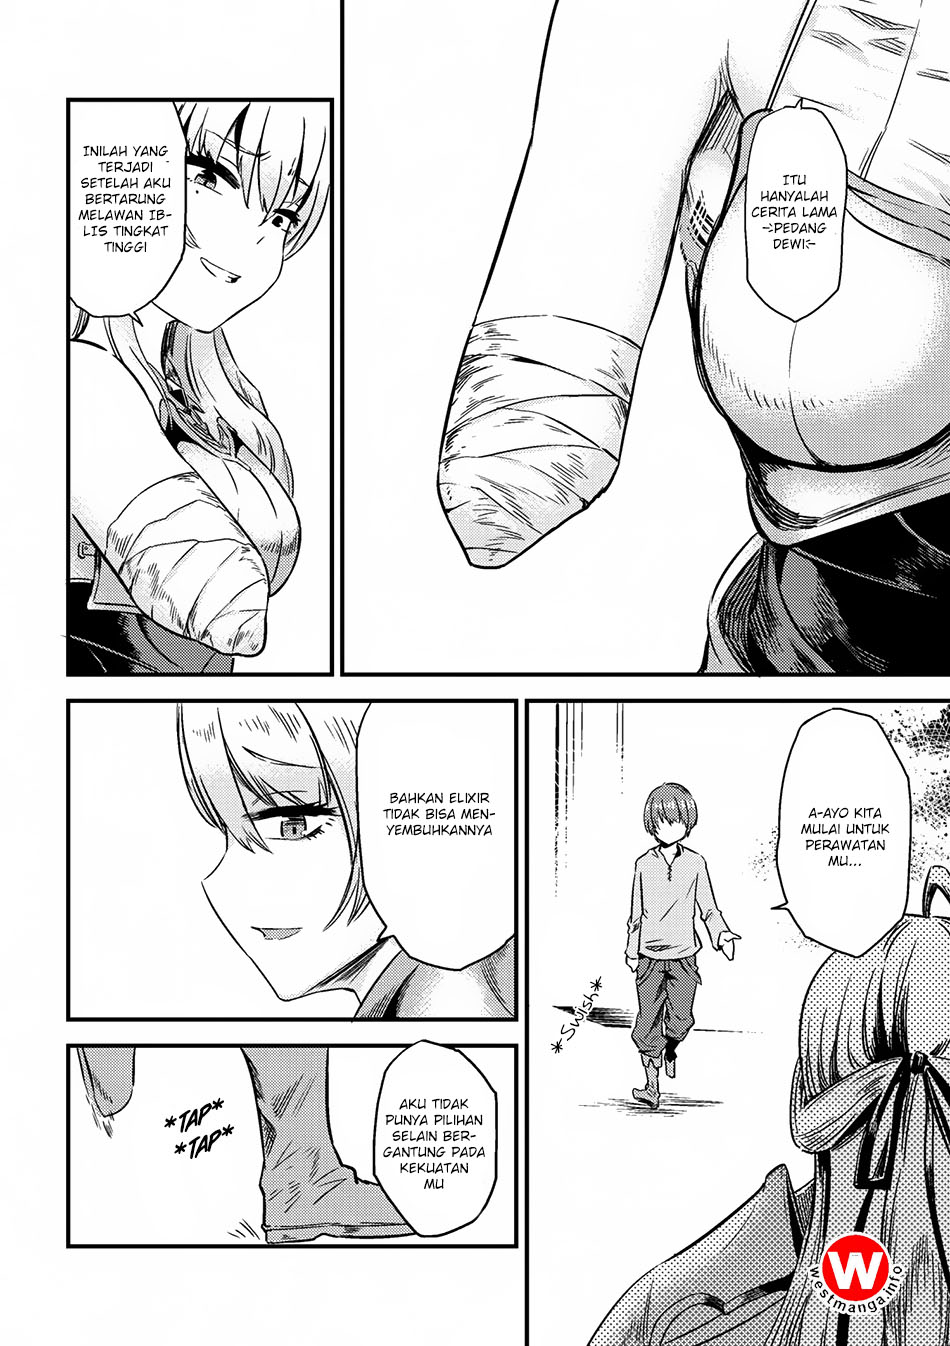 ITU
HANYALAH
CERITA LAMA
-:PEDANG
DEWI:-
INILAH YANG
TERJADI
SETELAH AKU
BERTARUNG
MELAWAN IB-
LIS TINGKAT
TINGGI
A-AYO KITA
MULAI UNTUK
PERAWATAN
MU...
*Swish*
BAHKAN ELIXIR
TIDAK BISA MEN-
YEMBUHKANNYA
AKU TIDAK
PUNYA PILIHAN
SELAIN BER-
GANTUNG PADA
KEKUATAN
MU
*TAP*
*TAP*
W
westmanga.info